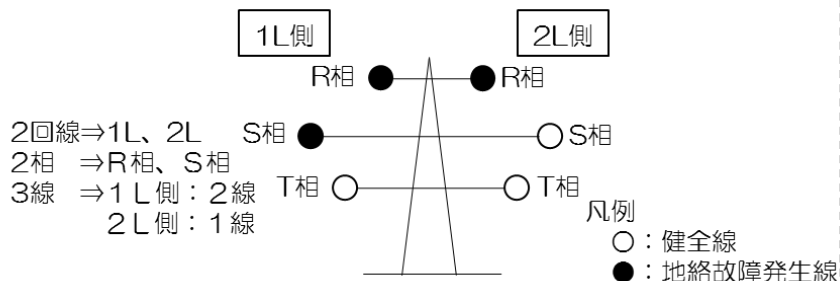 1L側
2L側
R相
R相
2回線⇒1L、2L
S相
S相
2相 ⇒R相、S相
3線 ⇒1L側:2線
T相
T相
2L側:1線
凡例
○:健全線
●:地絡故障発生線